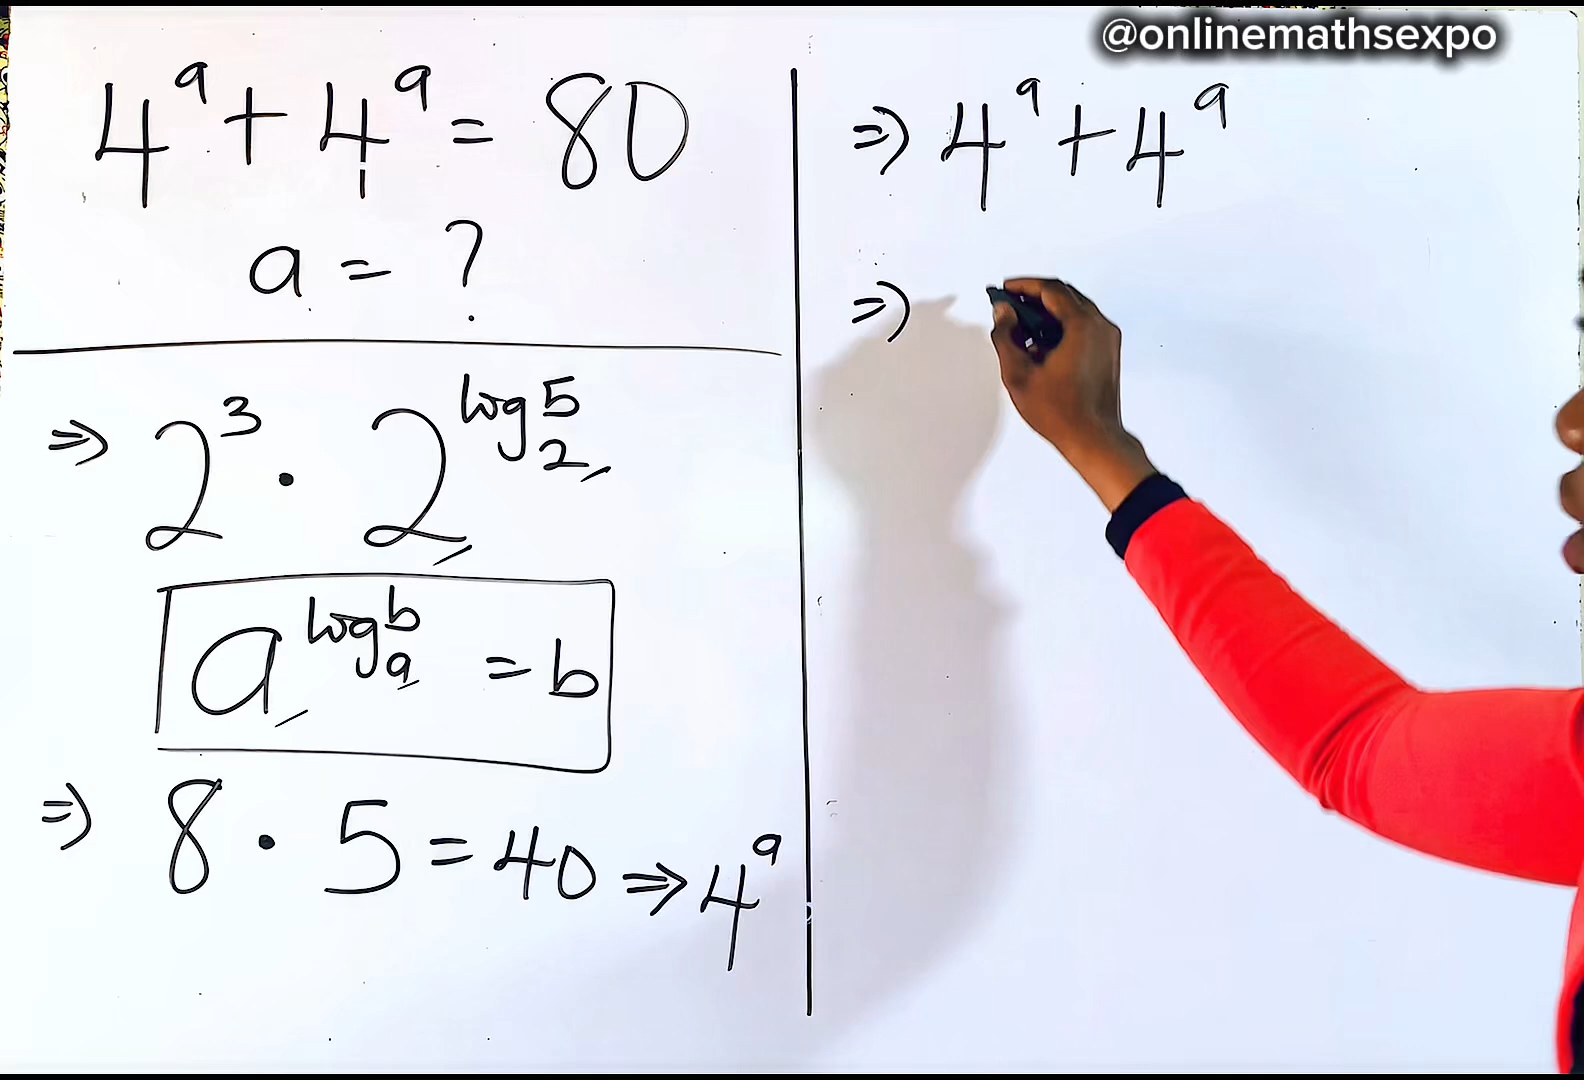 @onlinemathsexpo
4^a + 4^a = 80
a = ?
⇒ 2^3 · 2^{log_2 5}
a^{log_a b} = b
⇒ 8 · 5 = 40 ⇒ 4^a
⇒ 4^a + 4^a
⇒